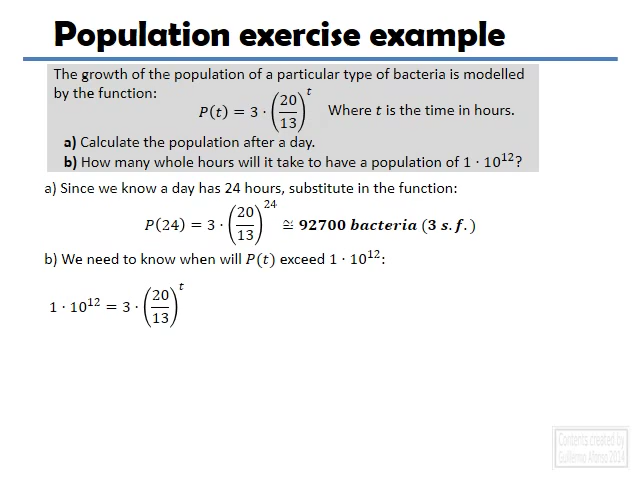 Population exercise example
The growth of the population of a particular type of bacteria is modelled
by the function:
P(t) = 3 · (20/13)^t Where t is the time in hours.
a) Calculate the population after a day.
b) How many whole hours will it take to have a population of 1 · 10^12?
a) Since we know a day has 24 hours, substitute in the function:
P(24) = 3 · (20/13)^24 ≅ 92700 bacteria (3 s.f.)
b) We need to know when will P(t) exceed 1 · 10^12:
1 · 10^12 = 3 · (20/13)^t
Contents created by
Guillermo Afonso 2014